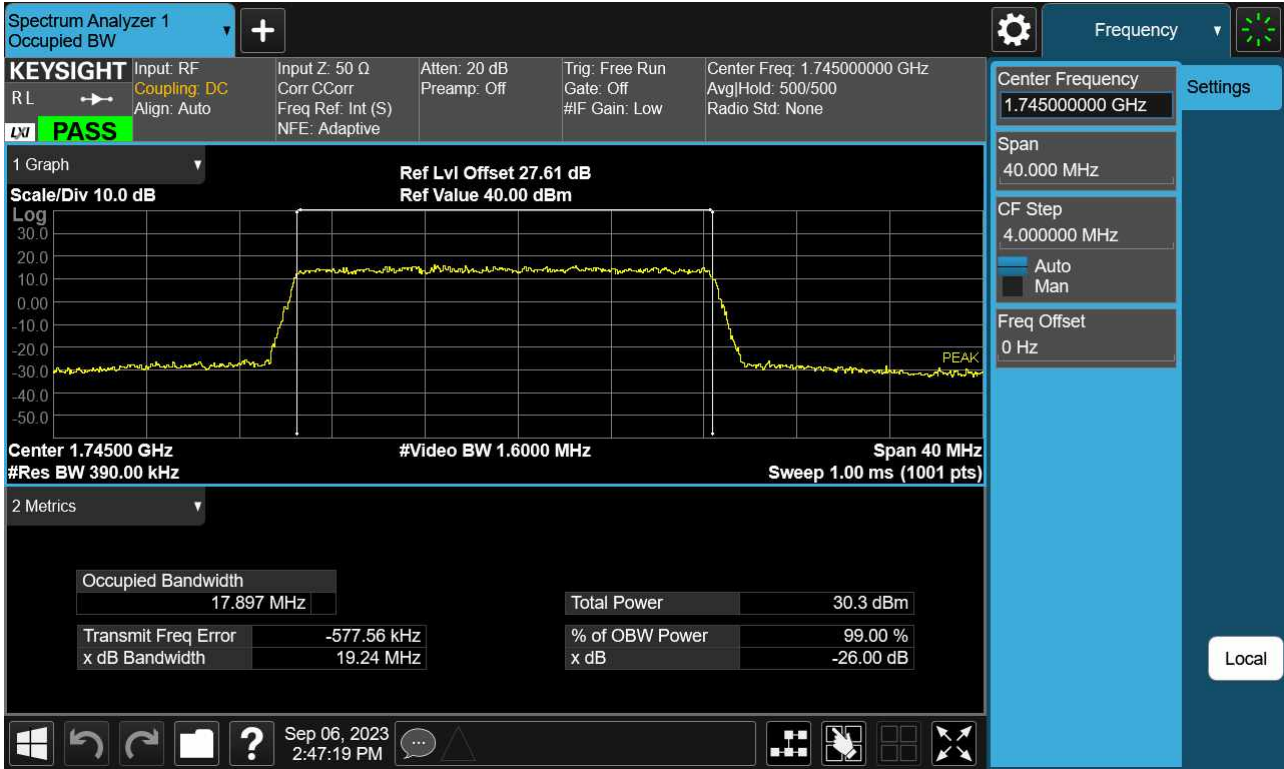 Spectrum Analyzer 1
Occupied BW
Frequency
KEYSIGHT
R L
LXI
PASS
Input: RF
Coupling: DC
Align: Auto
Input Z: 50 Ω
Corr CCorr
Freq Ref: Int (S)
NFE: Adaptive
Atten: 20 dB
Preamp: Off
Trig: Free Run
Gate: Off
#IF Gain: Low
Center Freq: 1.745000000 GHz
Avg|Hold: 500/500
Radio Std: None
Center Frequency
1.745000000 GHz
Settings
Span
40.000 MHz
CF Step
4.000000 MHz
Auto
Man
Freq Offset
0 Hz
Local
1 Graph
Ref Lvl Offset 27.61 dB
Scale/Div 10.0 dB
Ref Value 40.00 dBm
Log
30.0
20.0
10.0
0.00
-10.0
-20.0
-30.0
-40.0
-50.0
PEAK
Center 1.74500 GHz
#Video BW 1.6000 MHz
Span 40 MHz
#Res BW 390.00 kHz
Sweep 1.00 ms (1001 pts)
2 Metrics
Occupied Bandwidth
17.897 MHz
Total Power 30.3 dBm
Transmit Freq Error -577.56 kHz
% of OBW Power 99.00 %
x dB Bandwidth 19.24 MHz
x dB -26.00 dB
Sep 06, 2023
2:47:19 PM